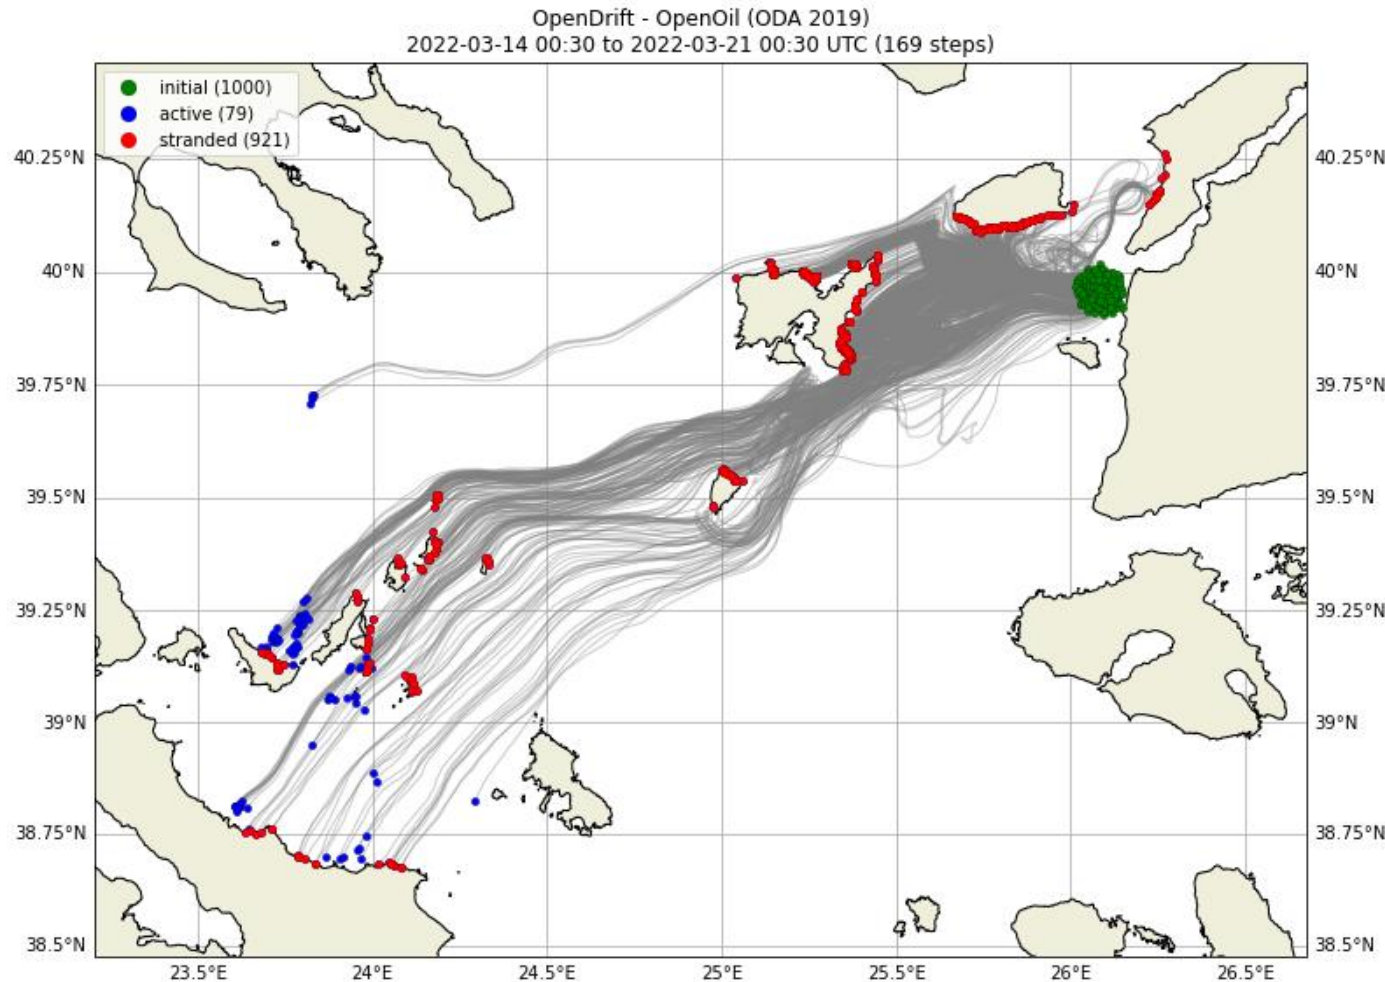 OpenDrift - OpenOil (ODA 2019)
2022-03-14 00:30 to 2022-03-21 00:30 UTC (169 steps)
initial (1000)
active (79)
stranded (921)
40.25°N 40.25°N
40°N 40°N
39.75°N 39.75°N
39.5°N 39.5°N
39.25°N 39.25°N
39°N 39°N
38.75°N 38.75°N
38.5°N 38.5°N
23.5°E 24°E 24.5°E 25°E 25.5°E 26°E 26.5°E